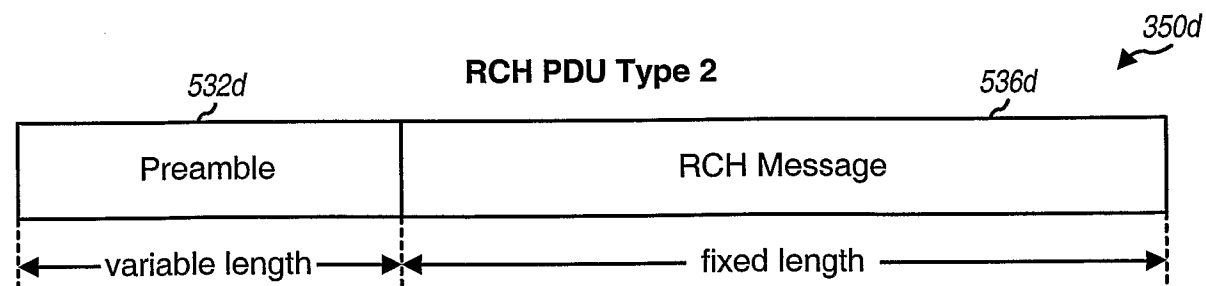 350d
RCH PDU Type 2
532d
536d
Preamble
RCH Message
variable length
fixed length